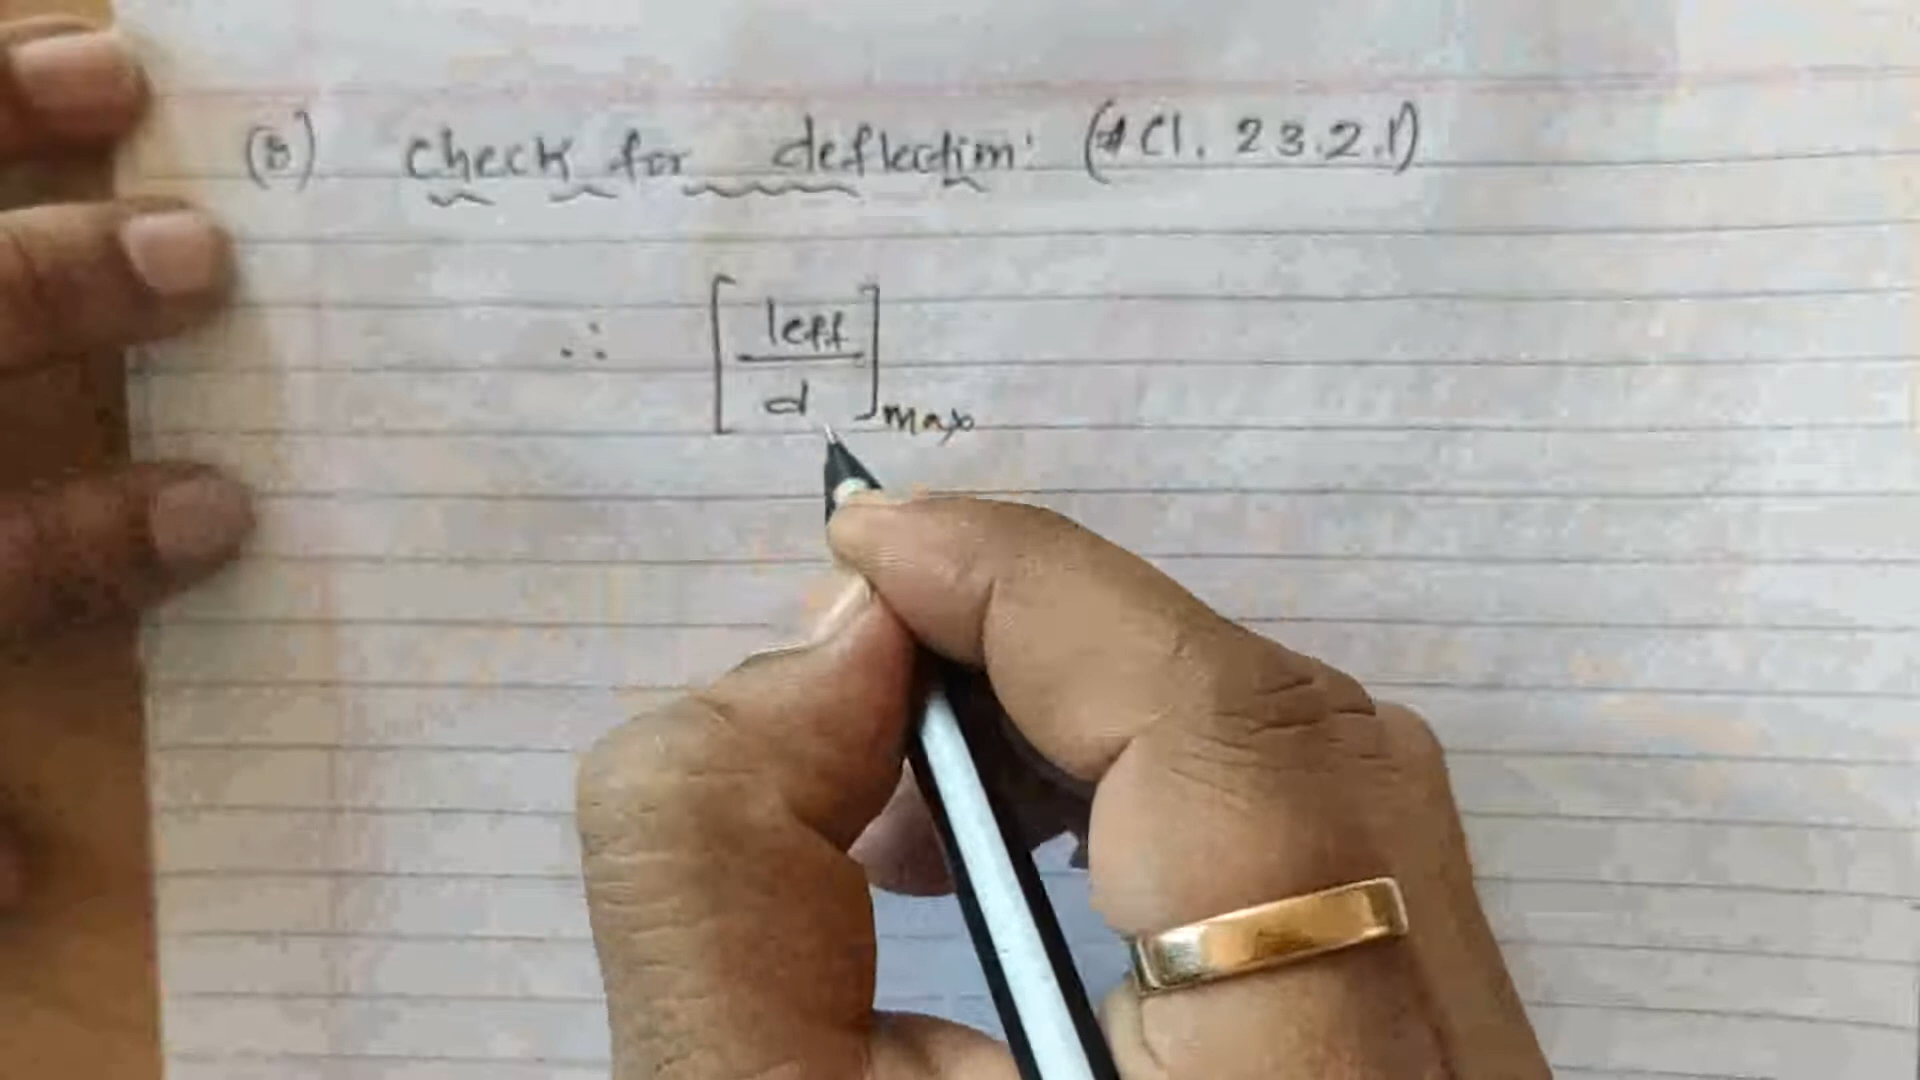 (8) Check for deflection: (Cl. 23.2.1)
∴ [leff/d]max